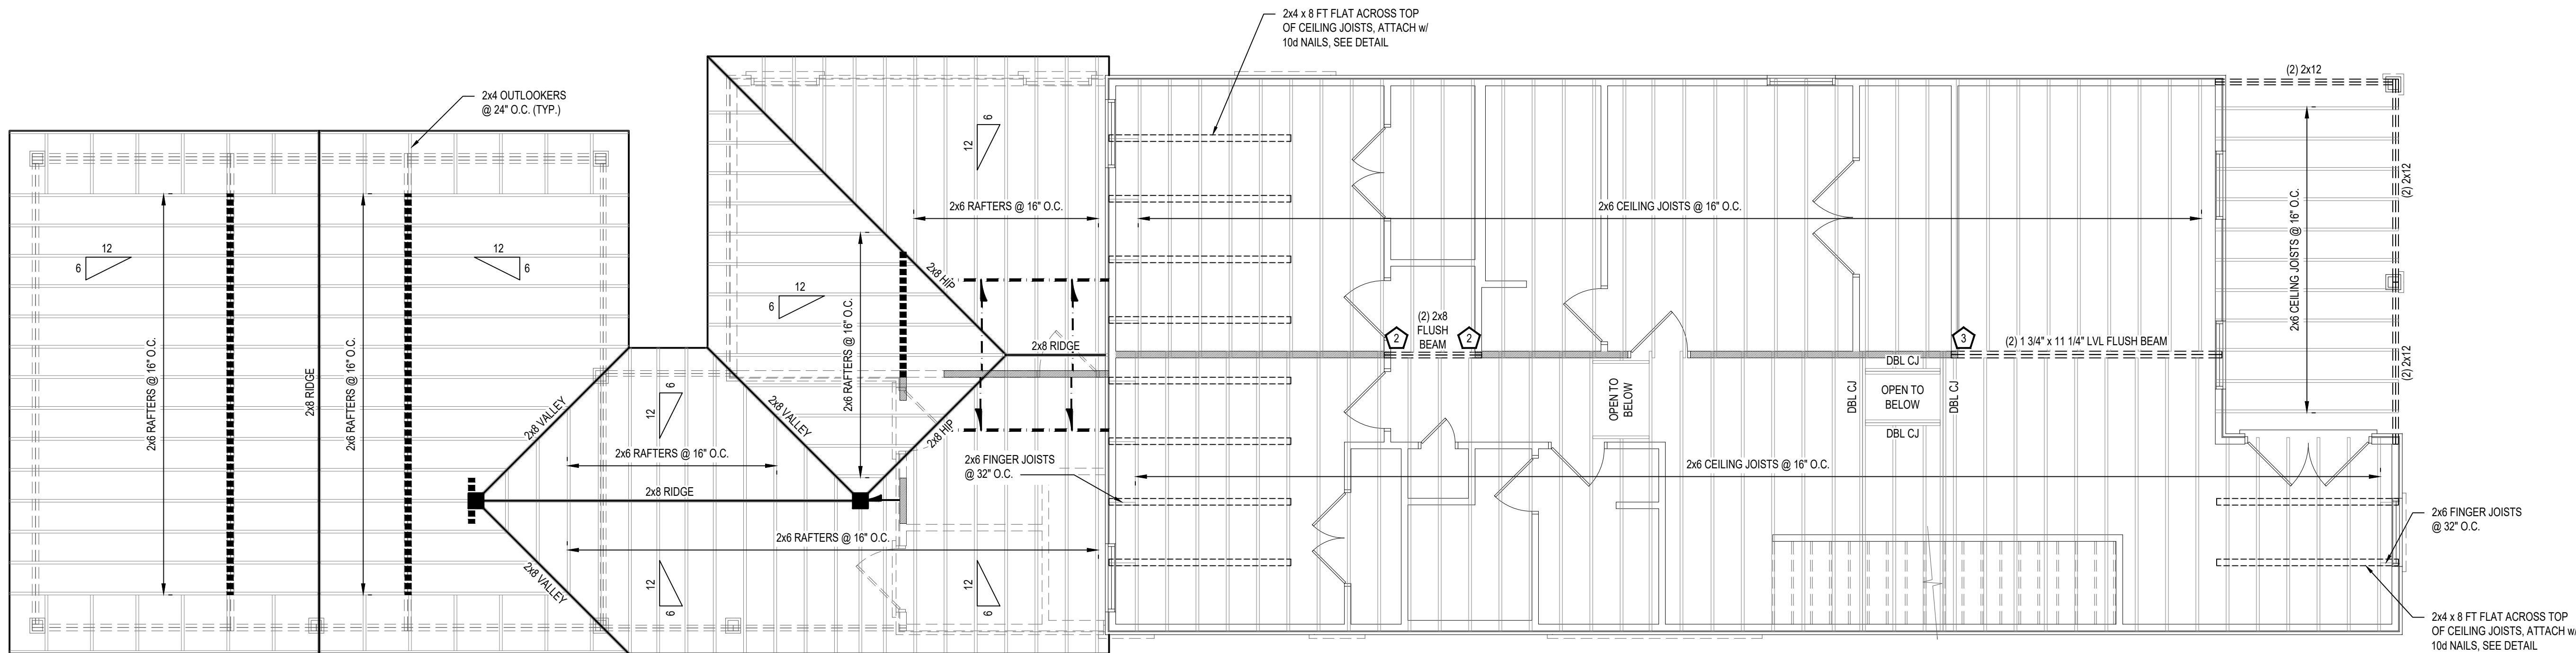 2x4 x 8 FT FLAT ACROSS TOP
OF CEILING JOISTS, ATTACH w/
10d NAILS, SEE DETAIL
2x4 OUTLOOKERS
@ 24" O.C. (TYP.)
(2) 2x12
12
6
2x6 RAFTERS @ 16" O.C.
2x6 CEILING JOISTS @ 16" O.C.
(2) 2x12
12
6
12
6
2x8 HIP
12
6
2x6 RAFTERS @ 16" O.C.
2x6 CEILING JOISTS @ 16" O.C.
(2) 2x8
FLUSH
BEAM
2
2
3
(2) 1 3/4" x 11 1/4" LVL FLUSH BEAM
2x8 RIDGE
DBL CJ
OPEN TO
BELOW
OPEN TO
BELOW
DBL CJ
DBL CJ
DBL CJ
(2) 2x12
2x6 RAFTERS @ 16" O.C.
2x8 RIDGE
2x6 RAFTERS @ 16" O.C.
2x8 VALLEY
6
12
2x8 VALLEY
2x8 HIP
2x6 RAFTERS @ 16" O.C.
2x6 FINGER JOISTS
@ 32" O.C.
2x6 CEILING JOISTS @ 16" O.C.
2x8 RIDGE
2x6 RAFTERS @ 16" O.C.
2x6 FINGER JOISTS
@ 32" O.C.
2x8 VALLEY
12
6
12
6
2x4 x 8 FT FLAT ACROSS TOP
OF CEILING JOISTS, ATTACH w/
10d NAILS, SEE DETAIL